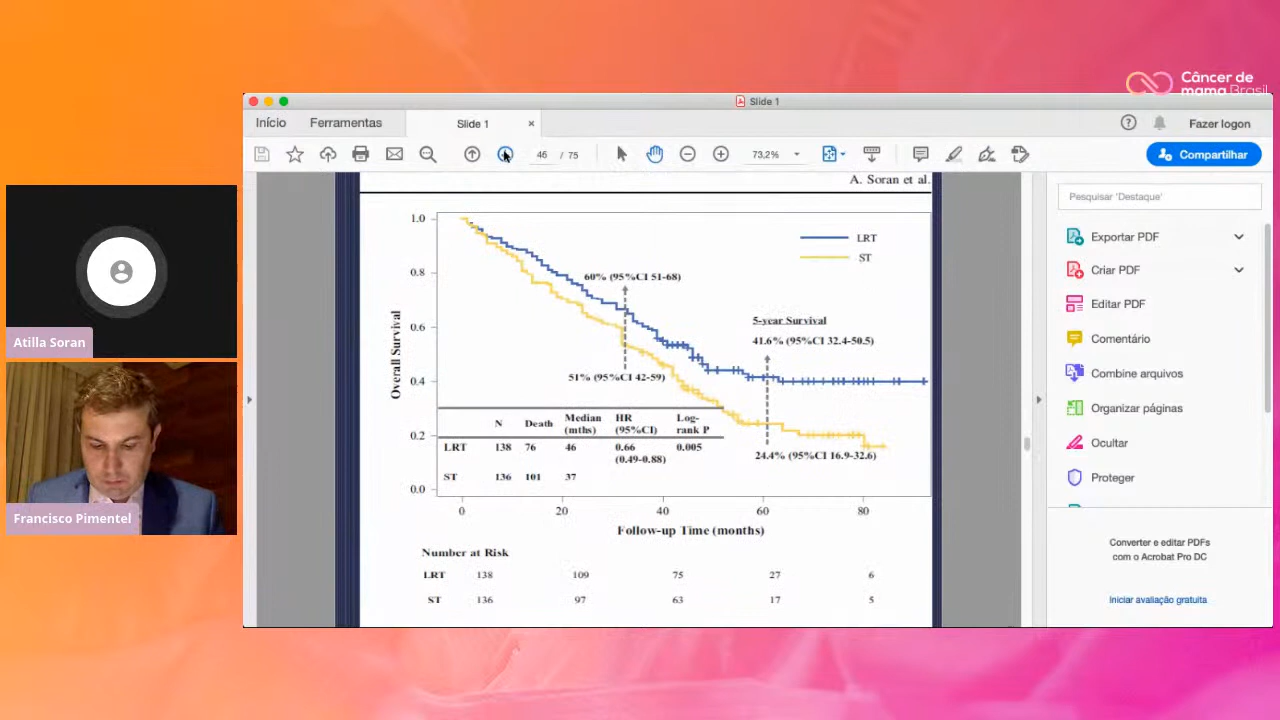 Câncer de
mama Brasil
Slide 1
Início Ferramentas Slide 1 × Fazer logon
46 / 75 73,2% Compartilhar
Atilla Soran
Francisco Pimentel
A. Soran et al.
1.0
0.8
0.6
0.4
0.2
0.0
Overall Survival
LRT
ST
60% (95%CI 51-68)
51% (95%CI 42-59)
5-year Survival
41.6% (95%CI 32.4-50.5)
24.4% (95%CI 16.9-32.6)
N Death Median (mths) HR (95%CI) Log-rank P
LRT 138 76 46 0.66 (0.49-0.88) 0.005
ST 136 101 37
0 20 40 60 80
Follow-up Time (months)
Number at Risk
LRT 138 109 75 27 6
ST 136 97 63 17 5
Pesquisar 'Destaque'
Exportar PDF
Criar PDF
Editar PDF
Comentário
Combine arquivos
Organizar páginas
Ocultar
Proteger
Converter e editar PDFs
com o Acrobat Pro DC
Iniciar avaliação gratuita